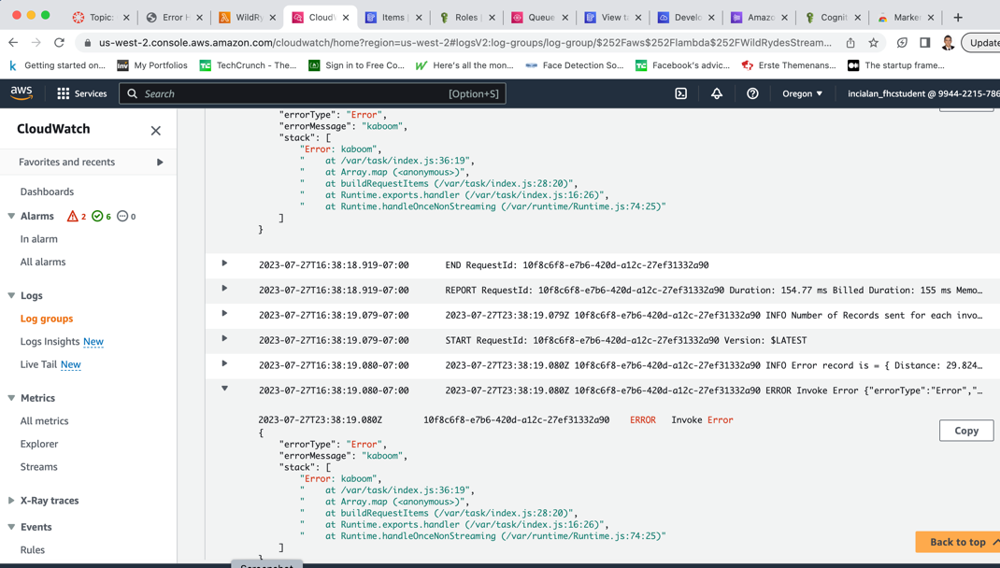 Topic:
Error H
WildRy
CloudW
Items |
Roles |
Queue
View ta
Develo
Amazo
Cognit
Marker
us-west-2.console.aws.amazon.com/cloudwatch/home?region=us-west-2#logsV2:log-groups/log-group/$252Faws$252Flambda$252FWildRydesStream...
Update
Getting started on...
My Portfolios
TechCrunch - The...
Sign in to Free Co...
Here's all the mon...
Face Detection So...
Facebook's advic...
Erste Themenans...
The startup frame...
aws
Services
Search
[Option+S]
Oregon
incialan_fhcstudent @ 9944-2215-786
CloudWatch
Favorites and recents
Dashboards
Alarms 2 6 0
In alarm
All alarms
Logs
Log groups
Logs Insights New
Live Tail New
Metrics
All metrics
Explorer
Streams
X-Ray traces
Events
Rules
"errorType": "Error",
"errorMessage": "kaboom",
"stack": [
"Error: kaboom",
"    at /var/task/index.js:36:19",
"    at Array.map (<anonymous>)",
"    at buildRequestItems (/var/task/index.js:28:20)",
"    at Runtime.exports.handler (/var/task/index.js:16:26)",
"    at Runtime.handleOnceNonStreaming (/var/runtime/Runtime.js:74:25)"
]
}
2023-07-27T16:38:18.919-07:00 END RequestId: 10f8c6f8-e7b6-420d-a12c-27ef31332a90
2023-07-27T16:38:18.919-07:00 REPORT RequestId: 10f8c6f8-e7b6-420d-a12c-27ef31332a90 Duration: 154.77 ms Billed Duration: 155 ms Memo...
2023-07-27T16:38:19.079-07:00 2023-07-27T23:38:19.079Z 10f8c6f8-e7b6-420d-a12c-27ef31332a90 INFO Number of Records sent for each invo...
2023-07-27T16:38:19.079-07:00 START RequestId: 10f8c6f8-e7b6-420d-a12c-27ef31332a90 Version: $LATEST
2023-07-27T16:38:19.080-07:00 2023-07-27T23:38:19.080Z 10f8c6f8-e7b6-420d-a12c-27ef31332a90 INFO Error record is = { Distance: 29.824...
2023-07-27T16:38:19.080-07:00 2023-07-27T23:38:19.080Z 10f8c6f8-e7b6-420d-a12c-27ef31332a90 ERROR Invoke Error {"errorType":"Error","...
2023-07-27T23:38:19.080Z 10f8c6f8-e7b6-420d-a12c-27ef31332a90 ERROR Invoke Error
Copy
{
"errorType": "Error",
"errorMessage": "kaboom",
"stack": [
"Error: kaboom",
"    at /var/task/index.js:36:19",
"    at Array.map (<anonymous>)",
"    at buildRequestItems (/var/task/index.js:28:20)",
"    at Runtime.exports.handler (/var/task/index.js:16:26)",
"    at Runtime.handleOnceNonStreaming (/var/runtime/Runtime.js:74:25)"
]
}
Back to top
Screenshot